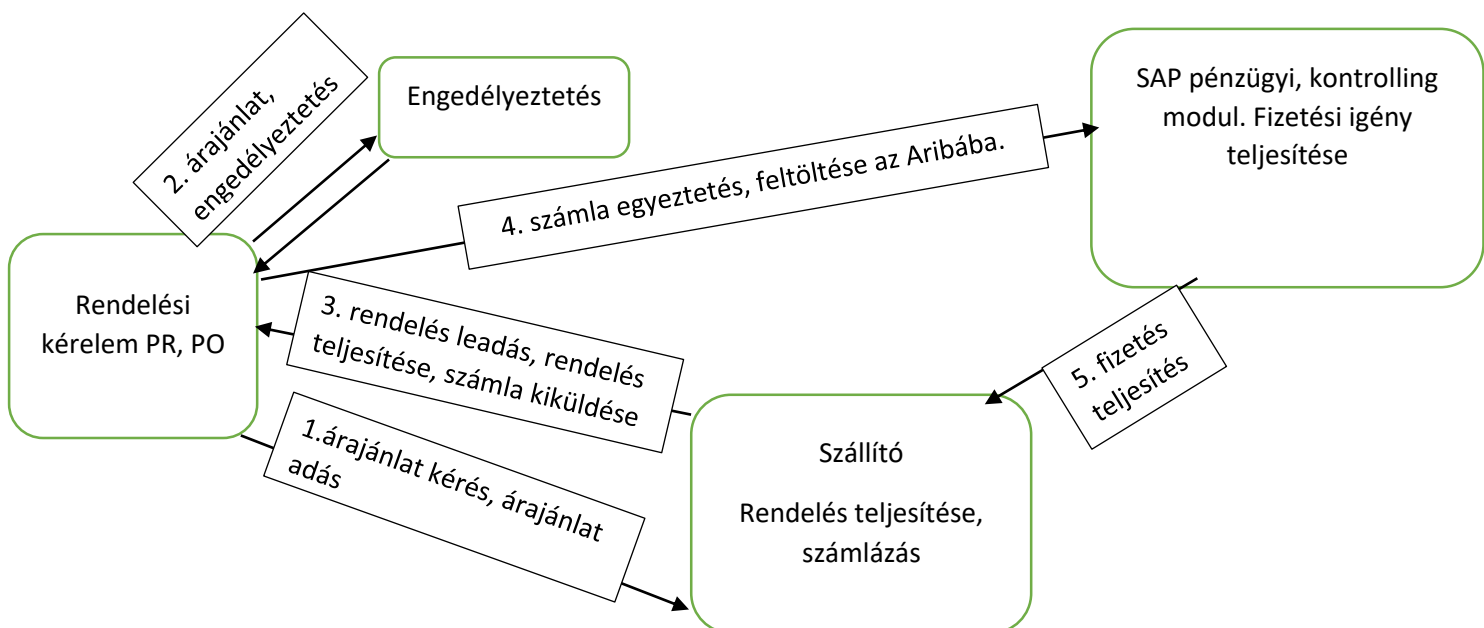 2. árajánlat,
engedélyeztetés
Engedélyeztetés
SAP pénzügyi, kontrolling
modul. Fizetési igény
teljesítése
4. számla egyeztetés, feltöltése az Aribába.
Rendelési
kérelem PR, PO
3. rendelés leadás, rendelés
teljesítése, számla kiküldése
5. fizetés
teljesítés
1.árajánlat kérés, árajánlat
adás
Szállító
Rendelés teljesítése,
számlázás